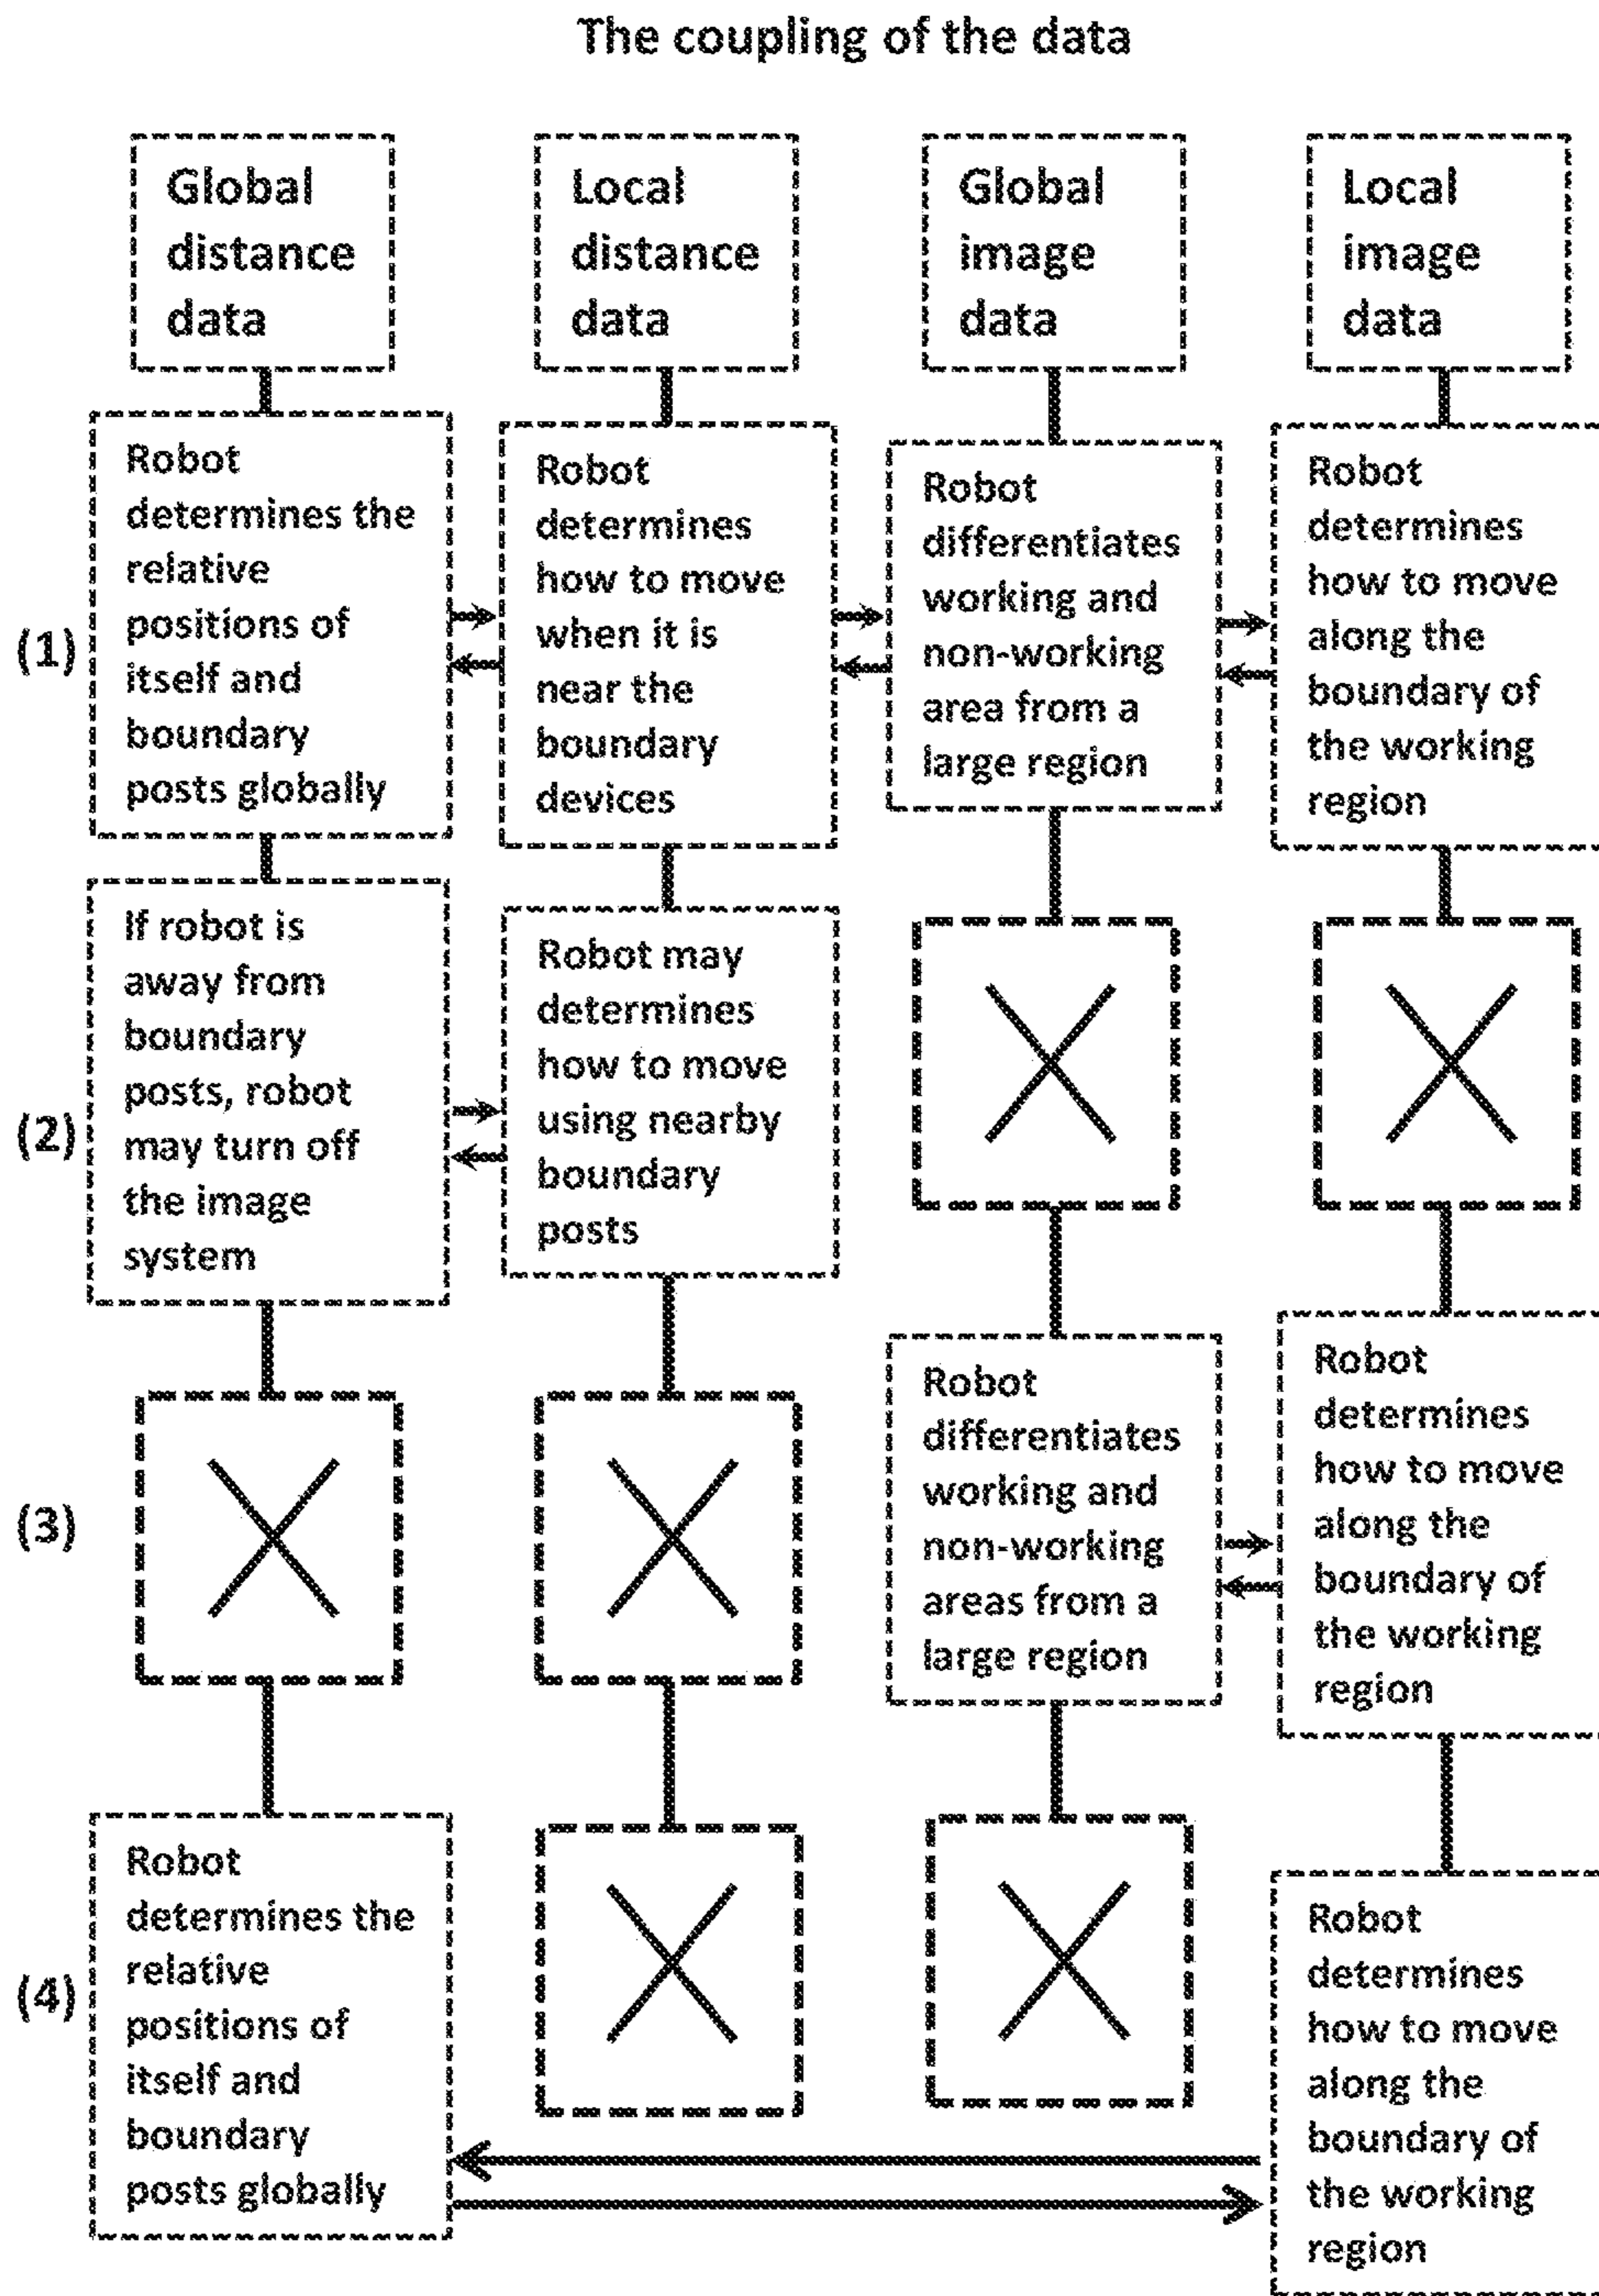 The coupling of the data
Global
distance
data
Local
distance
data
Global
image
data
Local
image
data
(1)
Robot
determines the
relative
positions of
itself and
boundary
posts globally
Robot
determines
how to move
when it is
near the
boundary
devices
Robot
differentiates
working and
non-working
area from a
large region
Robot
determines
how to move
along the
boundary of
the working
region
(2)
If robot is
away from
boundary
posts, robot
may turn off
the image
system
Robot may
determines
how to move
using nearby
boundary
posts
(3)
Robot
differentiates
working and
non-working
areas from a
large region
Robot
determines
how to move
along the
boundary of
the working
region
(4)
Robot
determines the
relative
positions of
itself and
boundary
posts globally
Robot
determines
how to move
along the
boundary of
the working
region